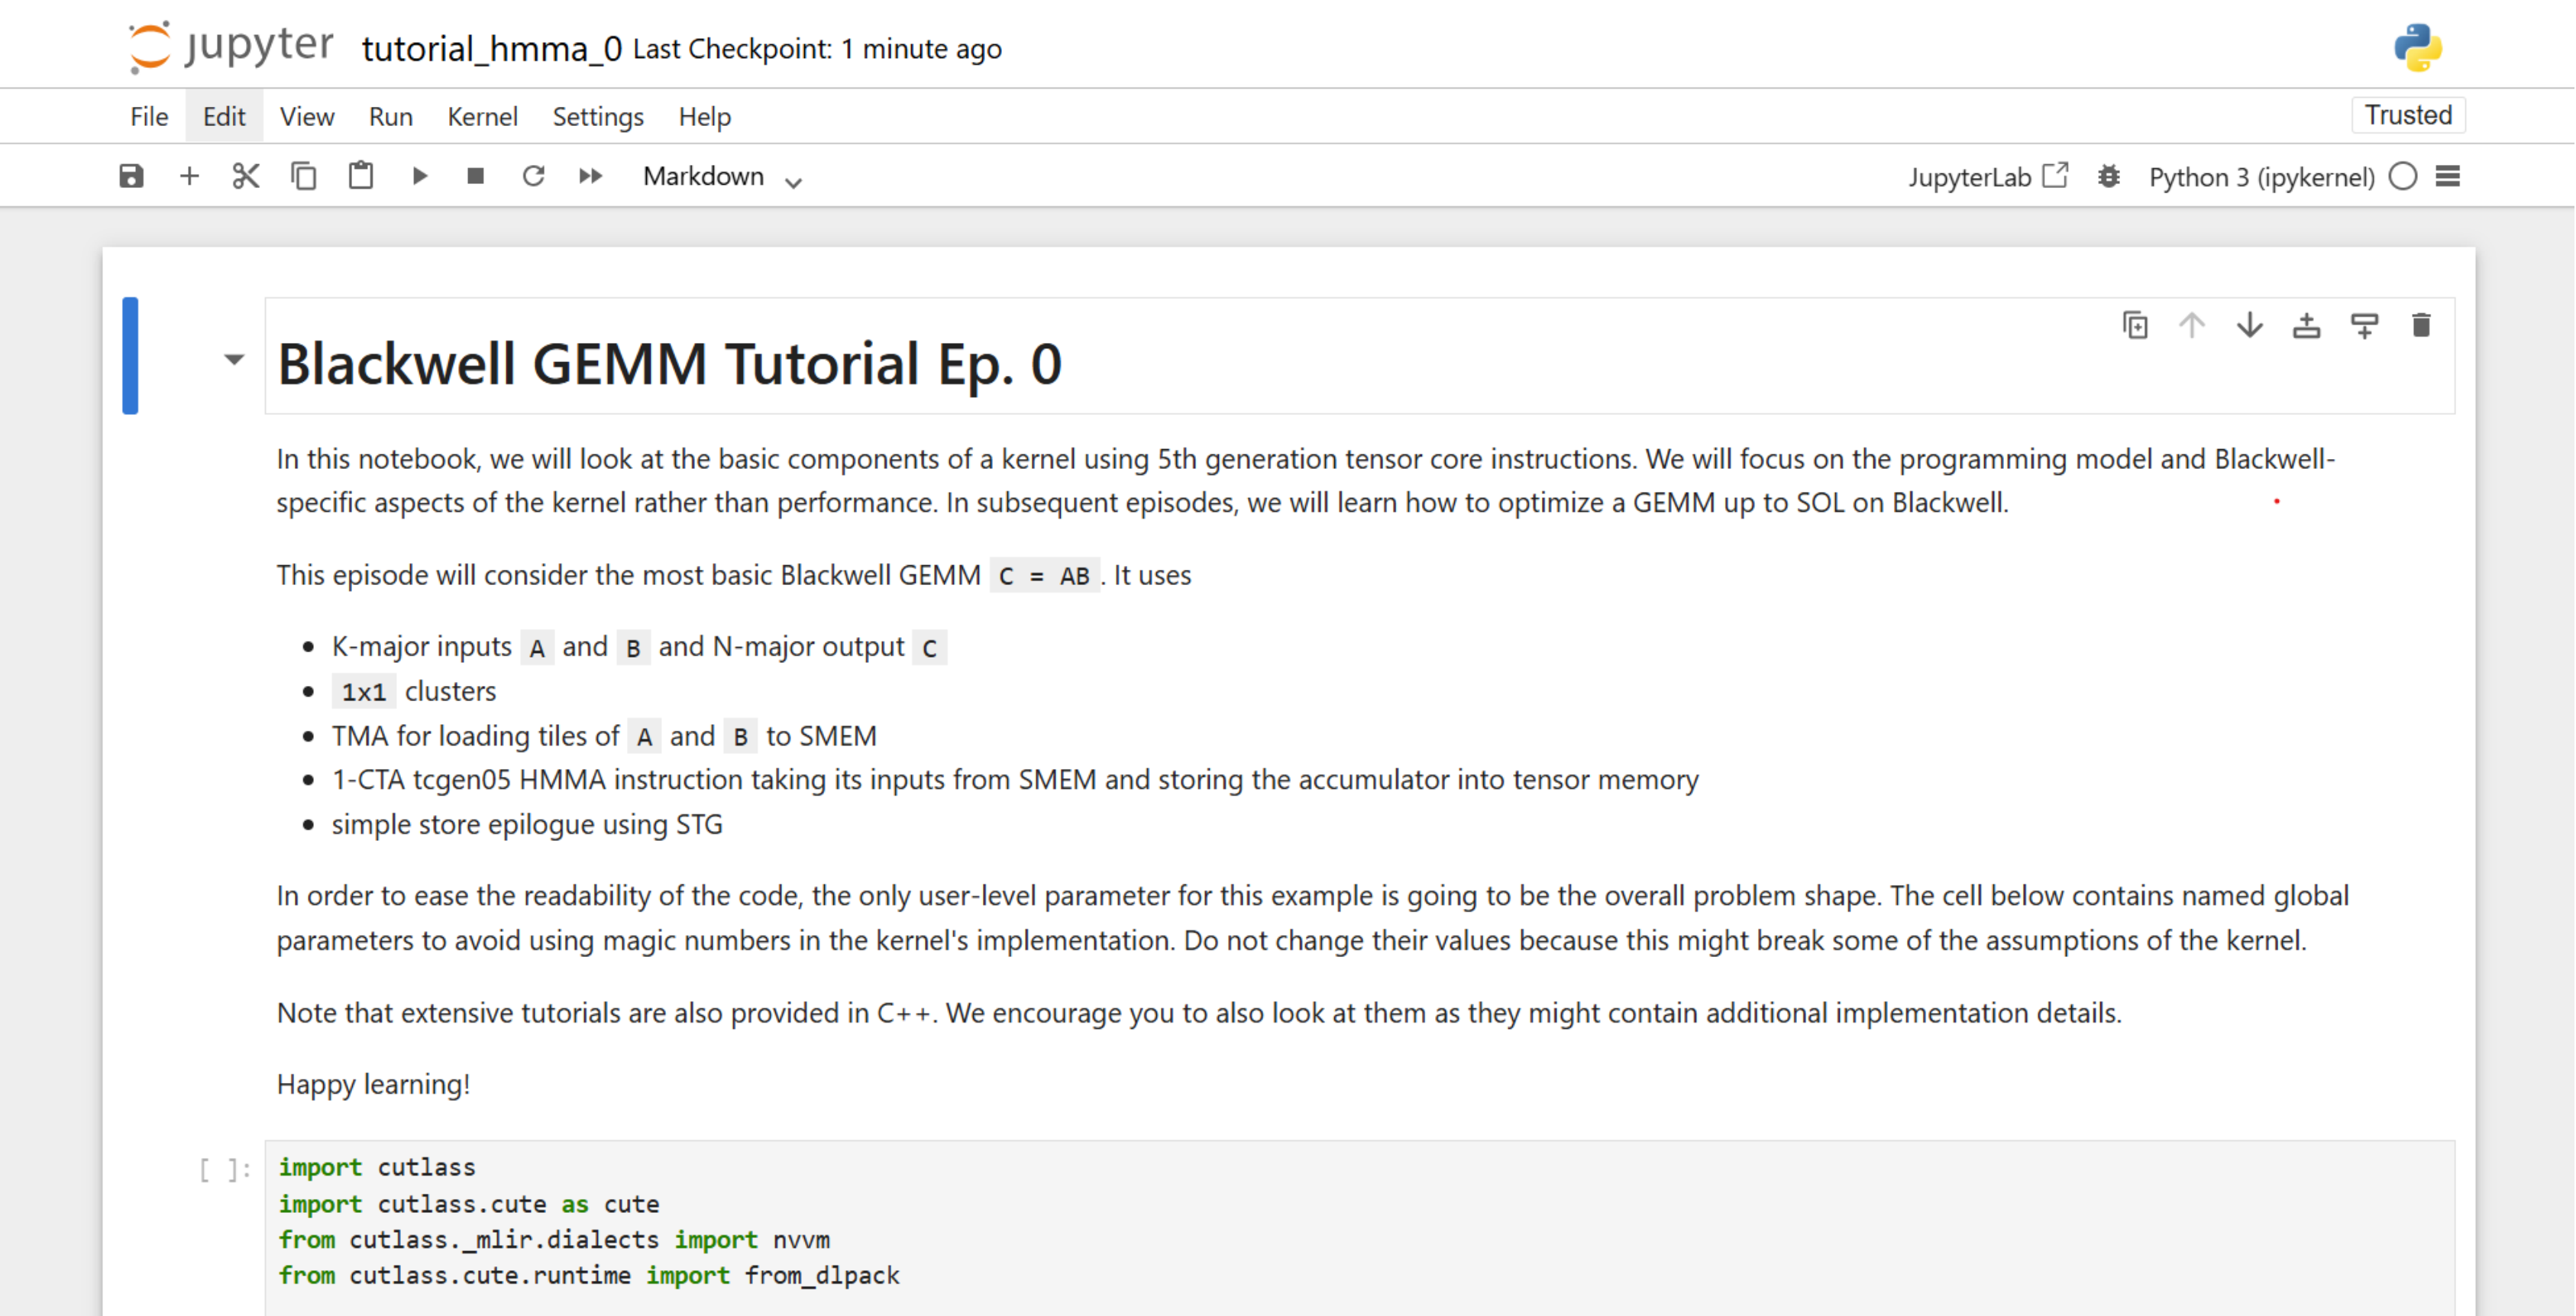 jupyter tutorial_hmma_0 Last Checkpoint: 1 minute ago
File Edit View Run Kernel Settings Help Trusted
Markdown JupyterLab Python 3 (ipykernel)
Blackwell GEMM Tutorial Ep. 0
In this notebook, we will look at the basic components of a kernel using 5th generation tensor core instructions. We will focus on the programming model and Blackwell-
specific aspects of the kernel rather than performance. In subsequent episodes, we will learn how to optimize a GEMM up to SOL on Blackwell.
This episode will consider the most basic Blackwell GEMM C = AB. It uses
• K-major inputs A and B and N-major output C
• 1x1 clusters
• TMA for loading tiles of A and B to SMEM
• 1-CTA tcgen05 HMMA instruction taking its inputs from SMEM and storing the accumulator into tensor memory
• simple store epilogue using STG
In order to ease the readability of the code, the only user-level parameter for this example is going to be the overall problem shape. The cell below contains named global
parameters to avoid using magic numbers in the kernel's implementation. Do not change their values because this might break some of the assumptions of the kernel.
Note that extensive tutorials are also provided in C++. We encourage you to also look at them as they might contain additional implementation details.
Happy learning!
[ ]: import cutlass
import cutlass.cute as cute
from cutlass._mlir.dialects import nvvm
from cutlass.cute.runtime import from_dlpack